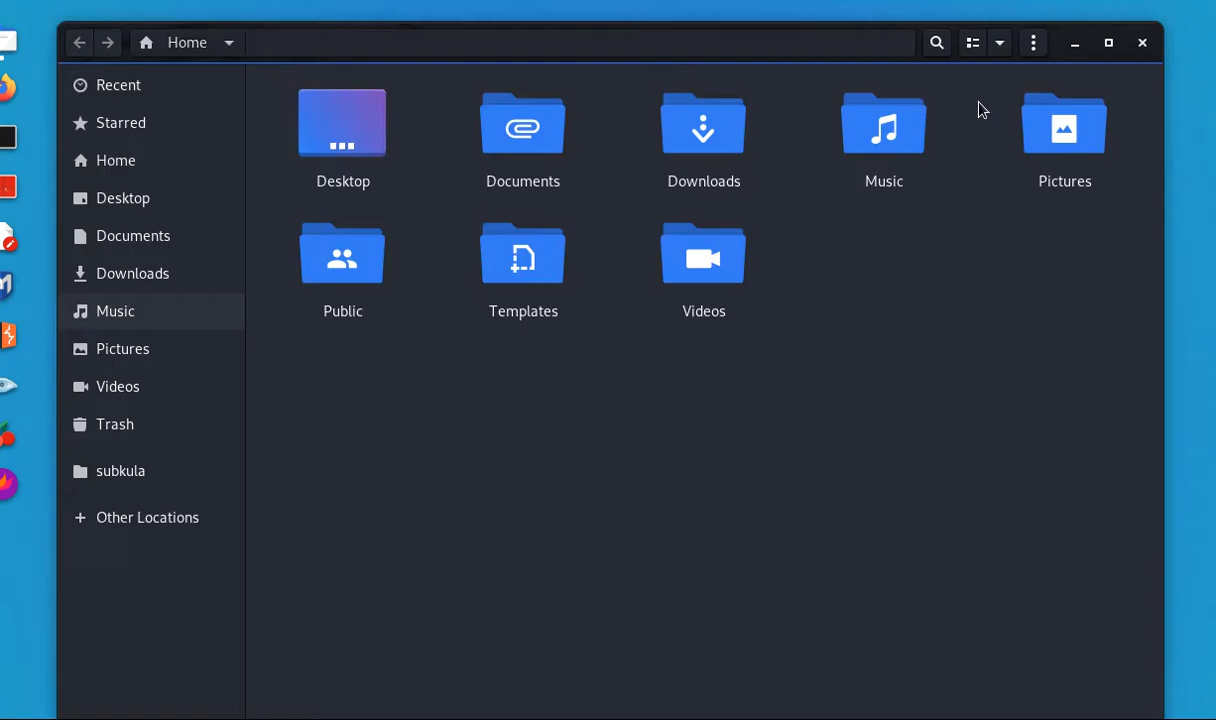 Home
Recent
Starred
Home
Desktop
Documents
Downloads
Music
Pictures
Videos
Trash
subkula
Other Locations
Desktop
Documents
Downloads
Music
Pictures
Public
Templates
Videos